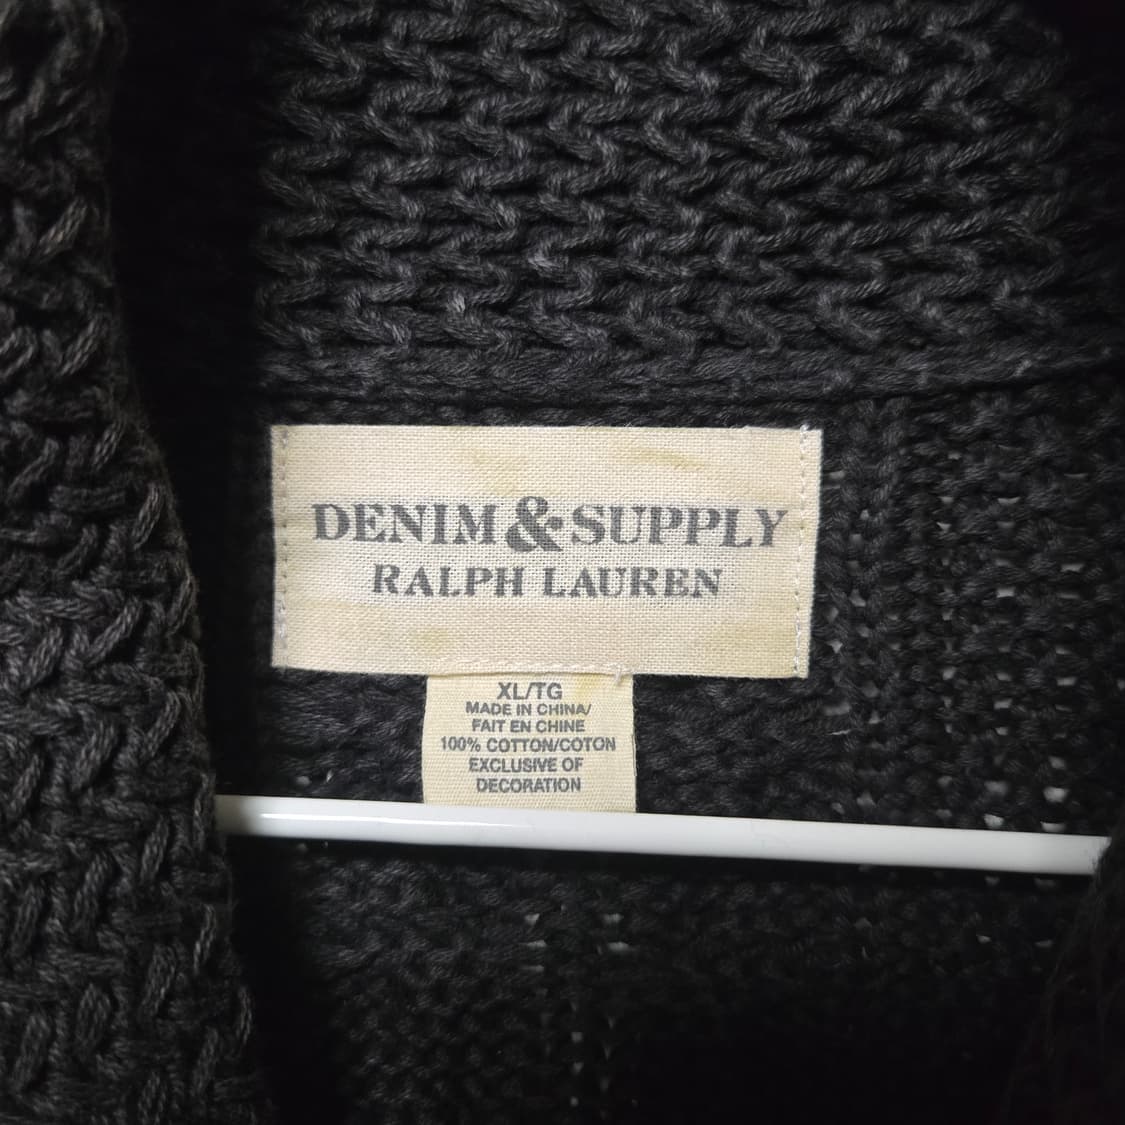 DENIM & SUPPLY
RALPH LAUREN
XL/TG
MADE IN CHINA/
FAIT EN CHINE
100% COTTON/COTON
EXCLUSIVE OF
DECORATION